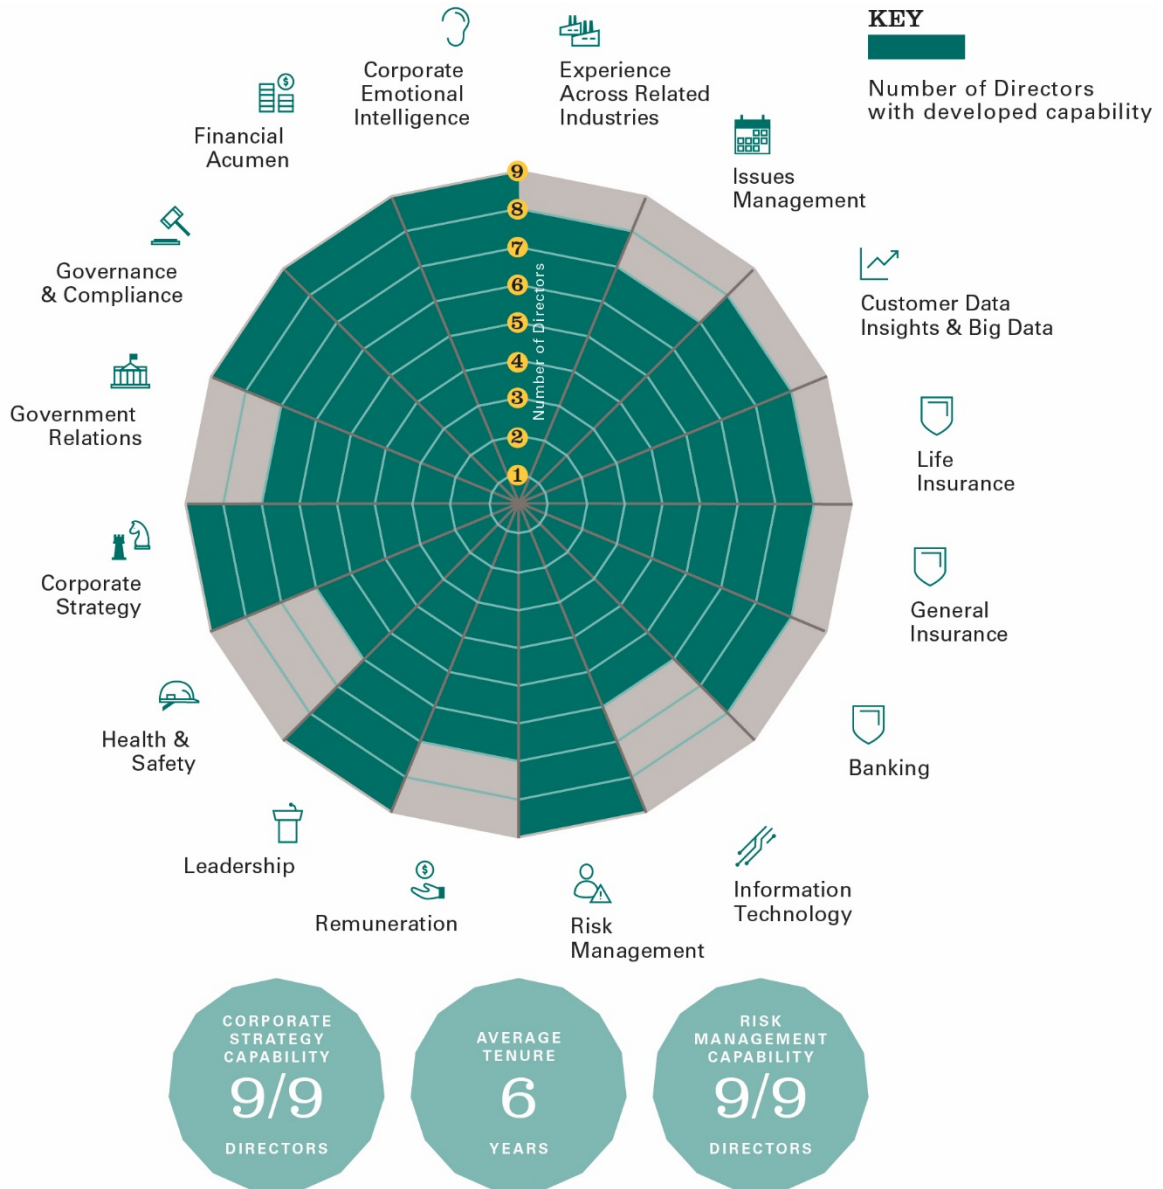 KEY
Number of Directors
with developed capability
Corporate
Emotional
Intelligence
Experience
Across Related
Industries
Financial
Acumen
Issues
Management
Governance
& Compliance
Customer Data
Insights & Big Data
Government
Relations
Life
Insurance
Corporate
Strategy
General
Insurance
Health &
Safety
Banking
Leadership
Information
Technology
Remuneration
Risk
Management
9
8
7
6
5
4
3
2
1
Number of Directors
CORPORATE
STRATEGY
CAPABILITY
9/9
DIRECTORS
AVERAGE
TENURE
6
YEARS
RISK
MANAGEMENT
CAPABILITY
9/9
DIRECTORS